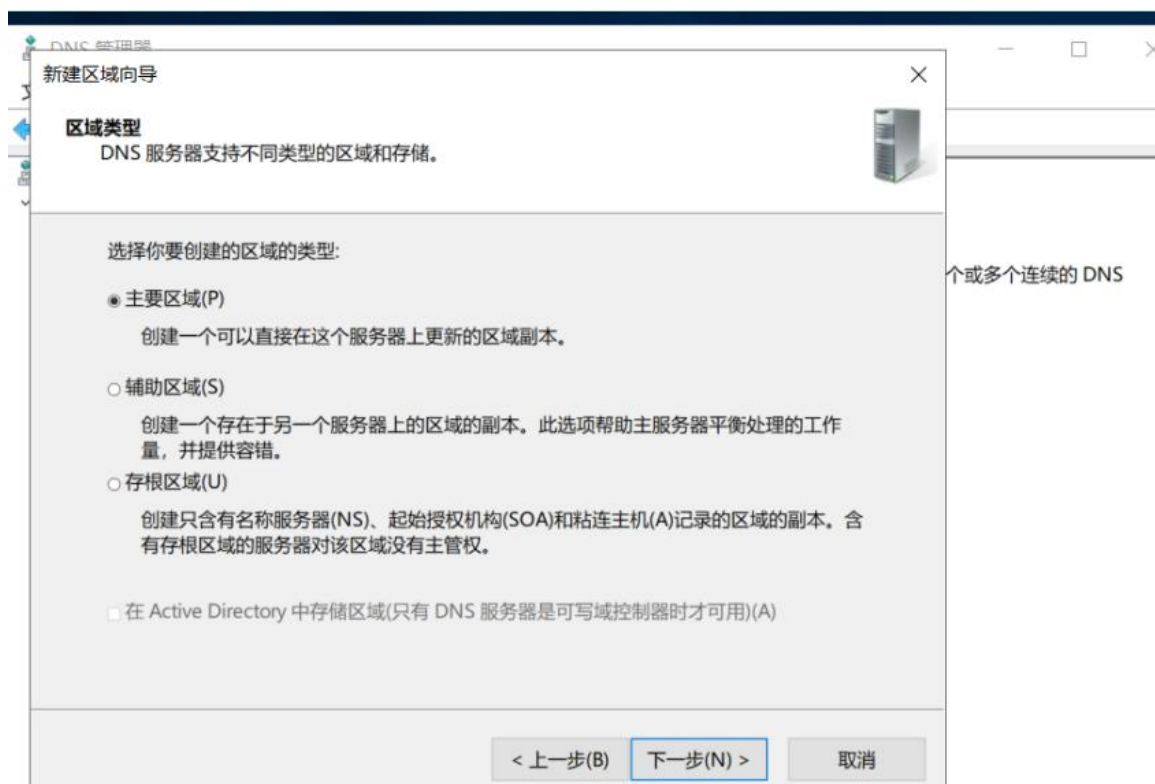 DNS 管理器
新建区域向导
区域类型
DNS 服务器支持不同类型的区域和存储。
选择你要创建的区域的类型:
主要区域(P)
创建一个可以直接在这个服务器上更新的区域副本。
辅助区域(S)
创建一个存在于另一个服务器上的区域的副本。此选项帮助主服务器平衡处理的工作
量，并提供容错。
存根区域(U)
创建只含有名称服务器(NS)、起始授权机构(SOA)和粘连主机(A)记录的区域的副本。含
有存根区域的服务器对该区域没有主管权。
在 Active Directory 中存储区域(只有 DNS 服务器是可写域控制器时才可用)(A)
个或多个连续的 DNS
< 上一步(B) 下一步(N) > 取消